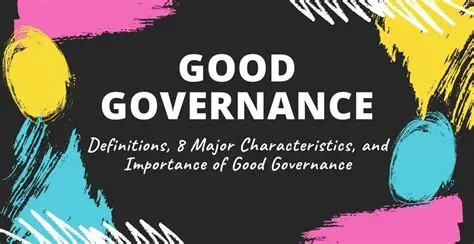 GOOD
GOVERNANCE
Definitions, 8 Major Characteristics, and
Importance of Good Governance